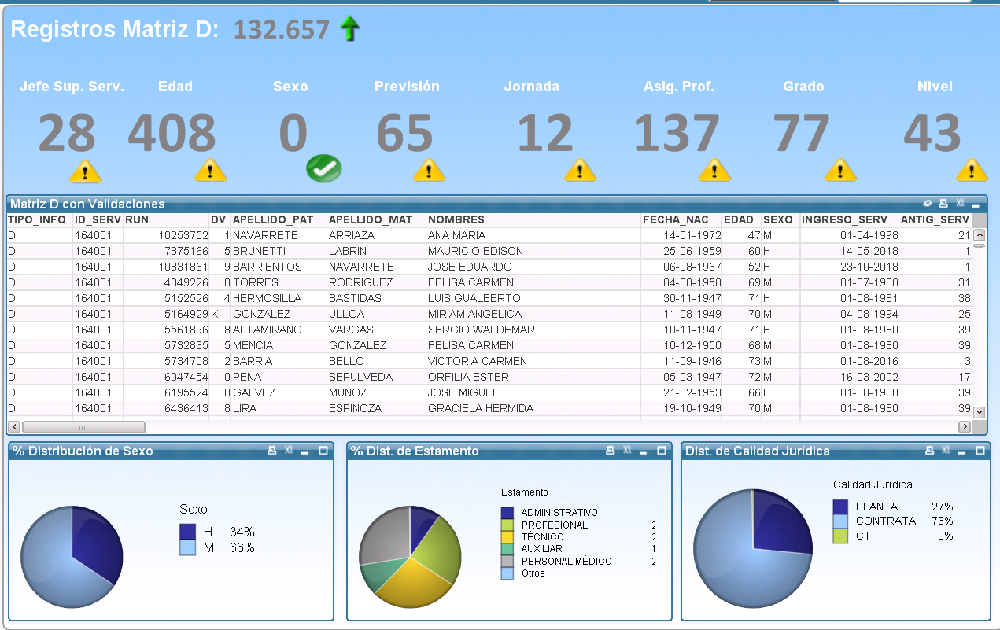 Registros Matriz D: 132.657
Jefe Sup. Serv. Edad Sexo Previsión Jornada Asig. Prof. Grado Nivel
28 408 0 65 12 137 77 43
Matriz D con Validaciones XL
TIPO_INFO ID_SERV RUN DV APELLIDO_PAT APELLIDO_MAT NOMBRES FECHA_NAC EDAD SEXO INGRESO_SERV ANTIG_SERV
D 164001 10253752 1 NAVARRETE ARRIAZA ANA MARIA 14-01-1972 47 M 01-04-1998 21
D 164001 7875166 5 BRUNETTI LABRIN MAURICIO EDISON 25-06-1959 60 H 14-05-2018 1
D 164001 10831861 9 BARRIENTOS NAVARRETE JOSE EDUARDO 06-08-1967 52 H 23-10-2018 1
D 164001 4349226 8 TORRES RODRIGUEZ FELISA CARMEN 04-08-1950 69 M 01-07-1988 31
D 164001 5152526 4 HERMOSILLA BASTIDAS LUIS GUALBERTO 30-11-1947 71 H 01-08-1981 38
D 164001 5164929 K GONZALEZ ULLOA MIRIAM ANGELICA 11-08-1949 70 M 04-08-1994 25
D 164001 5561896 8 ALTAMIRANO VARGAS SERGIO WALDEMAR 10-11-1947 71 H 01-08-1980 39
D 164001 5732835 5 MENCIA GONZALEZ FELISA CARMEN 10-12-1950 68 M 01-08-1980 39
D 164001 5734708 2 BARRIA BELLO VICTORIA CARMEN 11-09-1946 73 M 01-08-2016 3
D 164001 6047454 0 PENA SEPULVEDA ORFILIA ESTER 05-03-1947 72 M 16-03-2002 17
D 164001 6195524 0 GALVEZ MUNOZ JOSE MIGUEL 21-02-1953 66 H 01-08-1980 39
D 164001 6436413 8 LIRA ESPINOZA GRACIELA HERMIDA 19-10-1949 70 M 01-08-1980 39
% Distribución de Sexo XL
Sexo
H 34%
M 66%
% Dist. de Estamento XL
Estamento
ADMINISTRATIVO
PROFESIONAL 2
TÉCNICO 2
AUXILIAR 1
PERSONAL MÉDICO 2
Otros
Dist. de Calidad Jurídica XL
Calidad Jurídica
PLANTA 27%
CONTRATA 73%
CT 0%